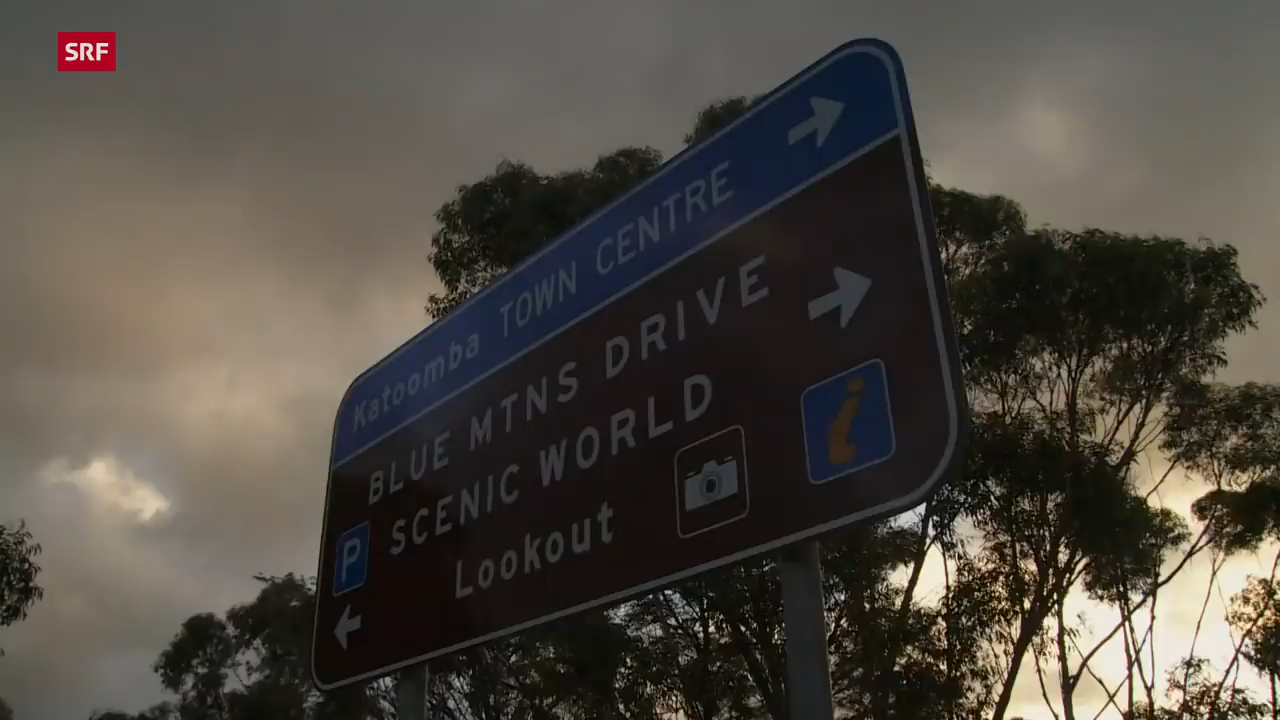 SRF
Katoomba TOWN CENTRE
BLUE MTNS DRIVE
SCENIC WORLD
P
Lookout
i